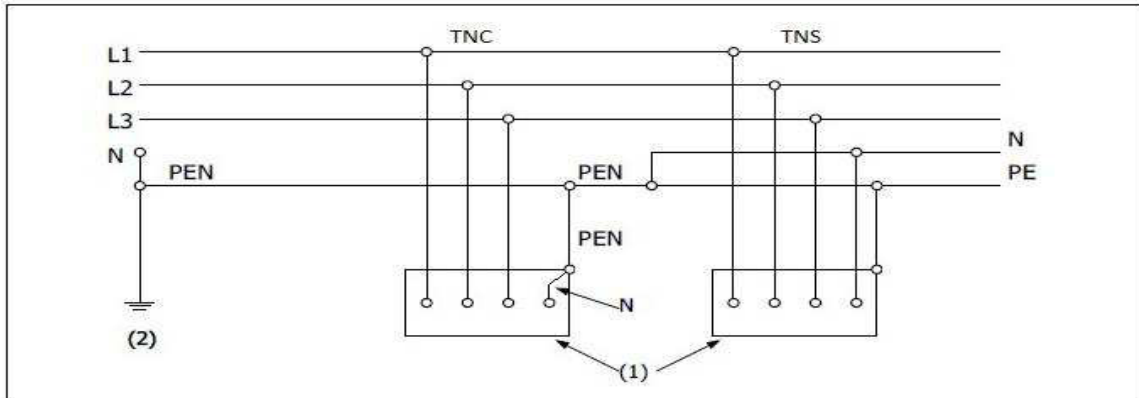 TNC TNS
L1
L2
L3
N N
PEN PEN PE
PEN
N
(2) (1)